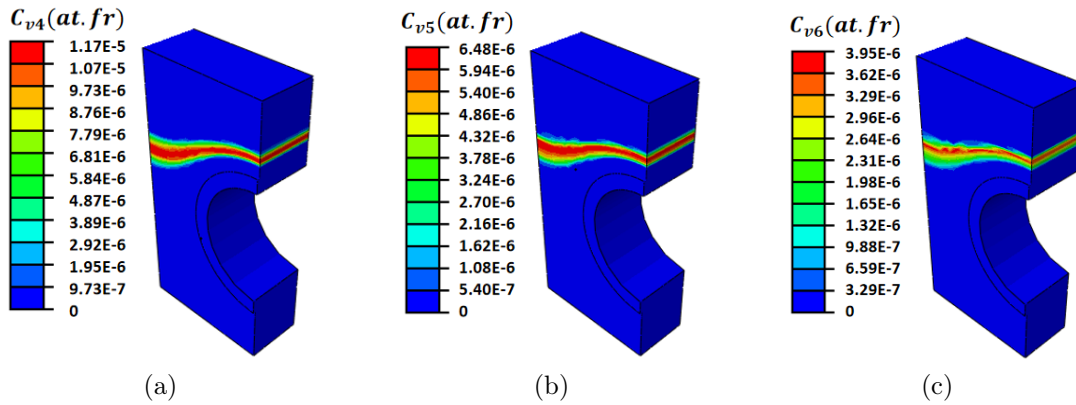 C_v4(at.fr)
1.17E-5
1.07E-5
9.73E-6
8.76E-6
7.79E-6
6.81E-6
5.84E-6
4.87E-6
3.89E-6
2.92E-6
1.95E-6
9.73E-7
0
(a)
C_v5(at.fr)
6.48E-6
5.94E-6
5.40E-6
4.86E-6
4.32E-6
3.78E-6
3.24E-6
2.70E-6
2.16E-6
1.62E-6
1.08E-6
5.40E-7
0
(b)
C_v6(at.fr)
3.95E-6
3.62E-6
3.29E-6
2.96E-6
2.64E-6
2.31E-6
1.98E-6
1.65E-6
1.32E-6
9.88E-7
6.59E-7
3.29E-7
0
(c)